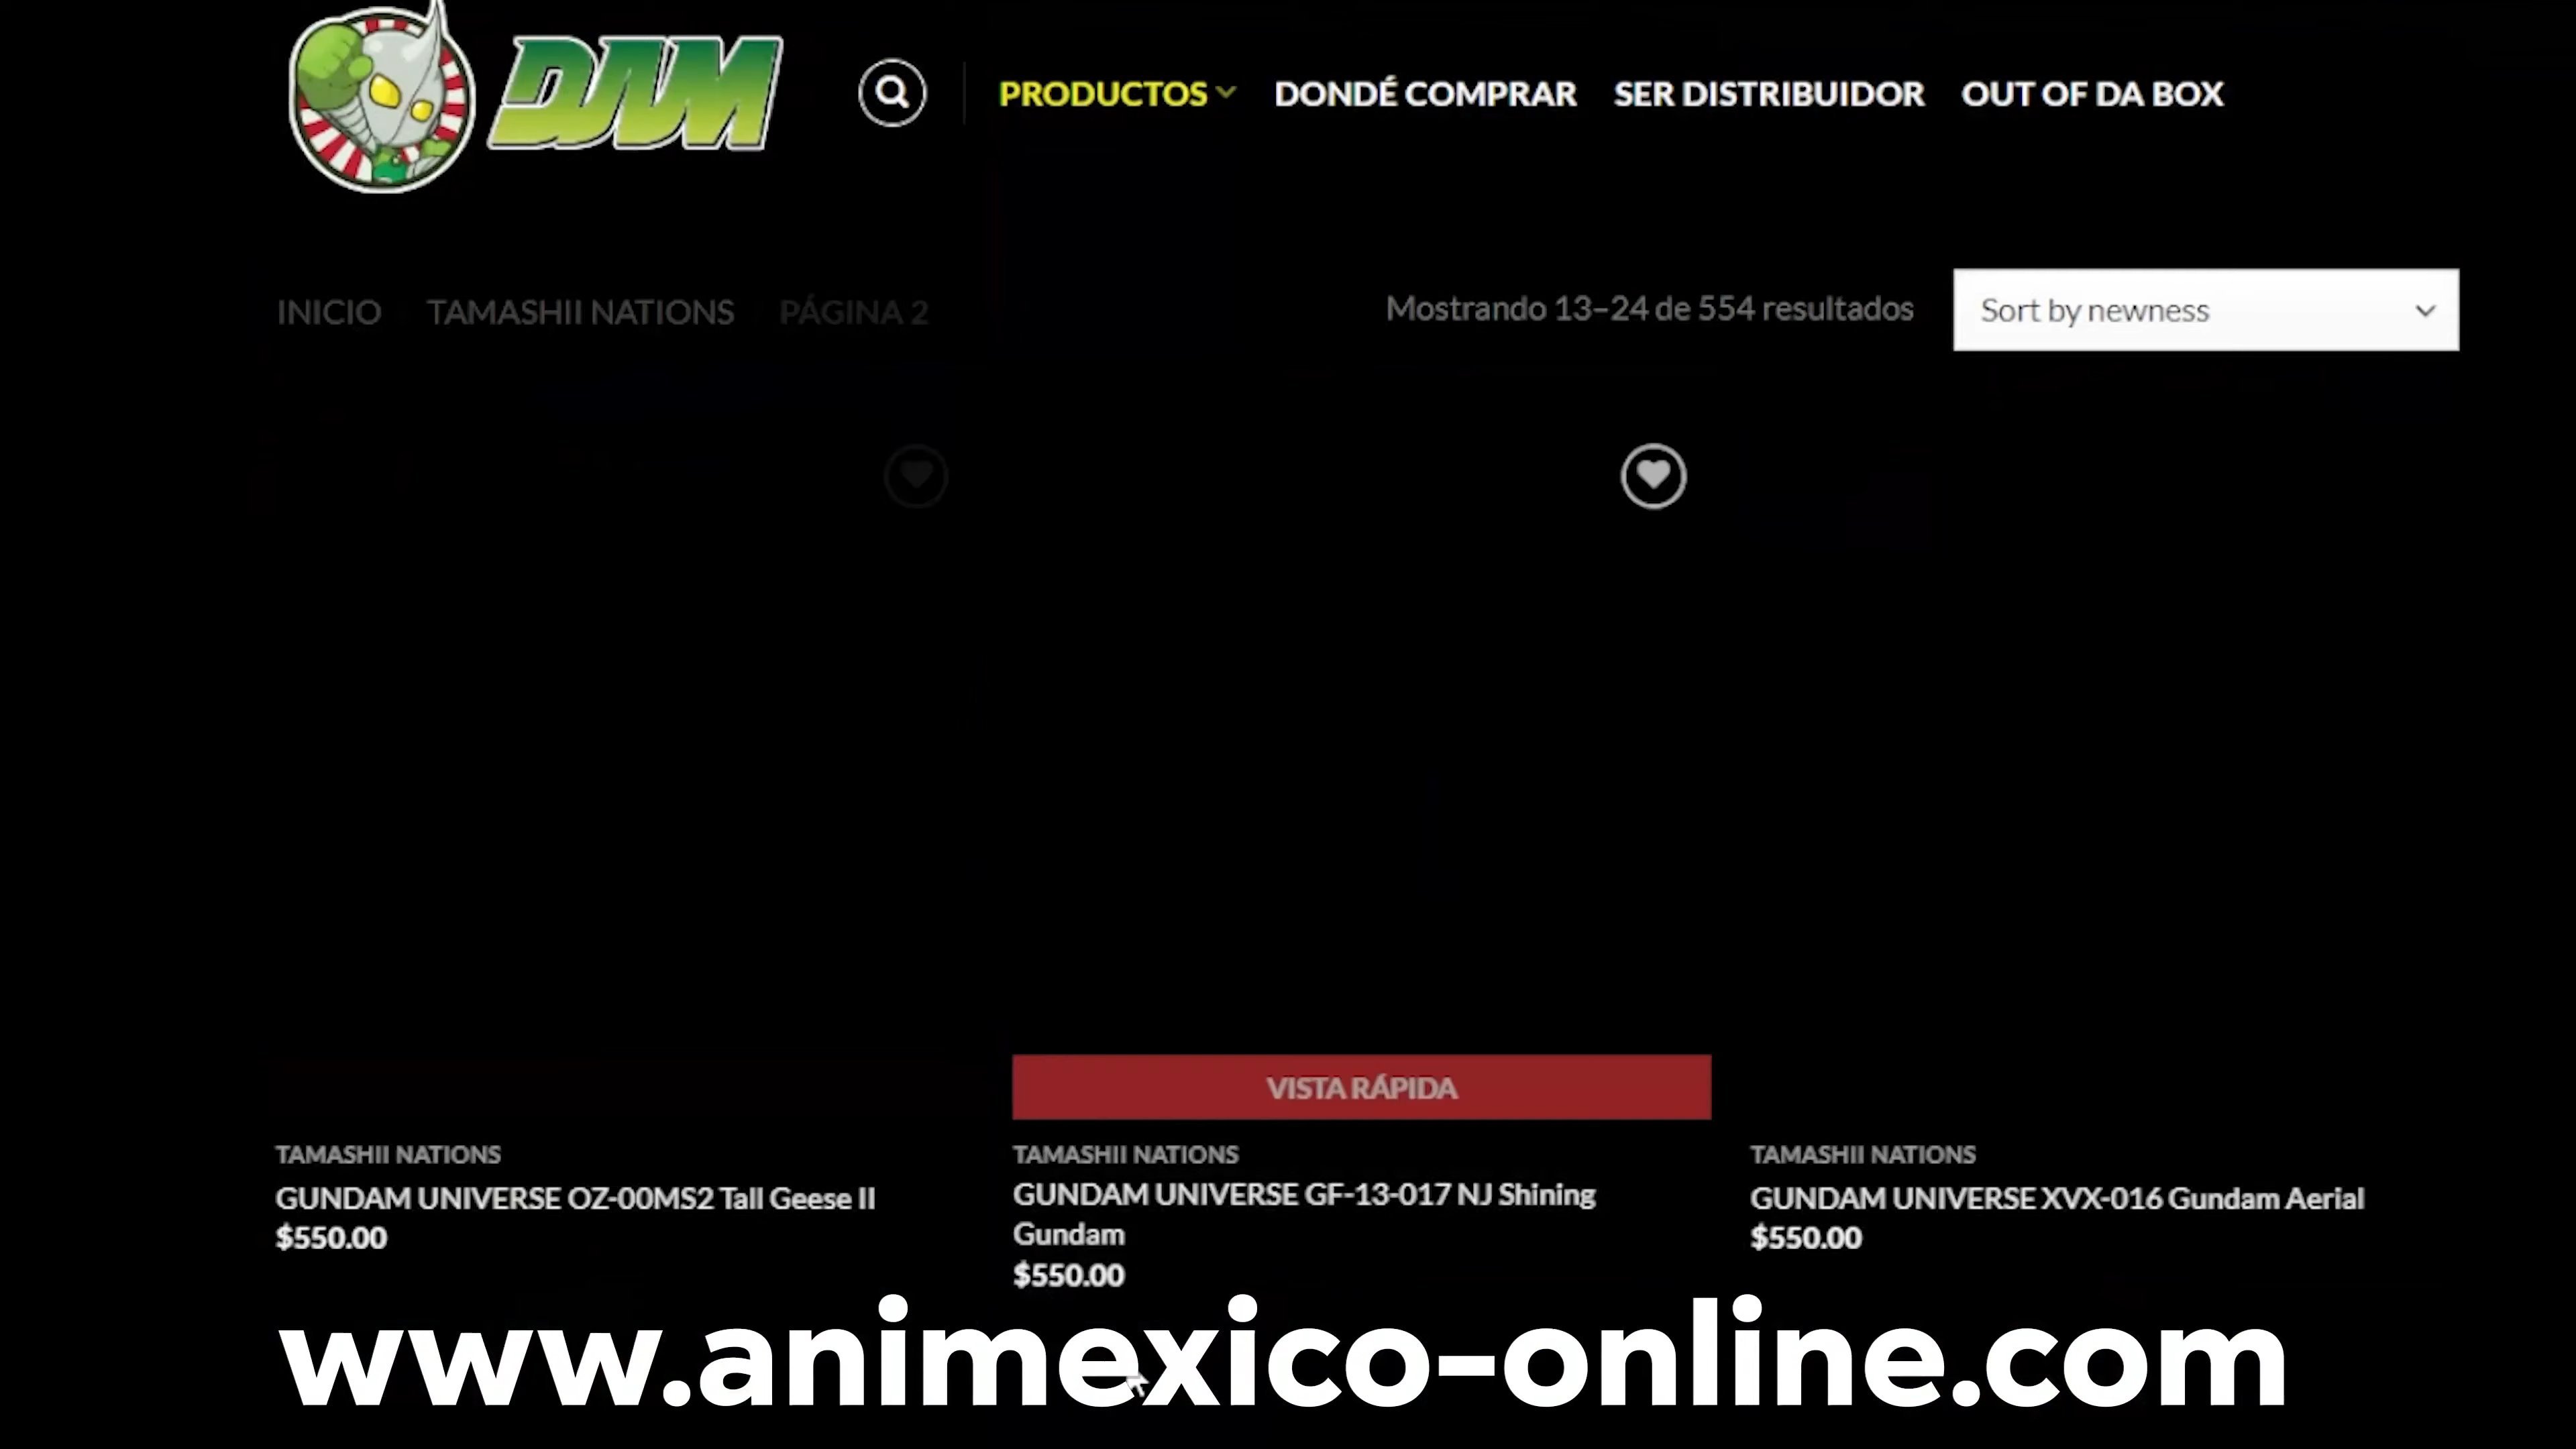 DAM
PRODUCTOS
DONDÉ COMPRAR
SER DISTRIBUIDOR
OUT OF DA BOX
INICIO
TAMASHII NATIONS
PÁGINA 2
Mostrando 13–24 de 554 resultados
Sort by newness
VISTA RÁPIDA
TAMASHII NATIONS
GUNDAM UNIVERSE OZ-00MS2 Tall Geese II
$550.00
TAMASHII NATIONS
GUNDAM UNIVERSE GF-13-017 NJ Shining
Gundam
$550.00
TAMASHII NATIONS
GUNDAM UNIVERSE XVX-016 Gundam Aerial
$550.00
www.animexico-online.com